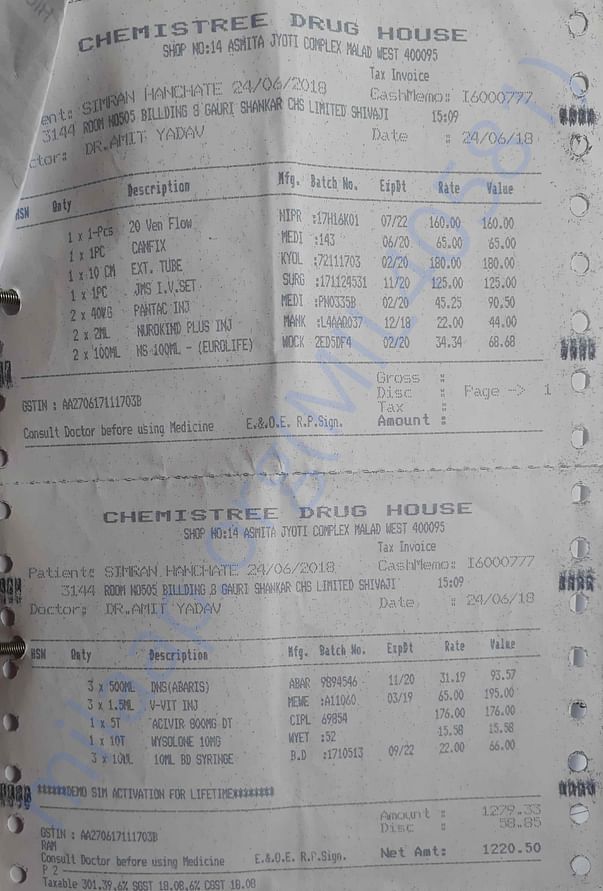 CHEMISTREE DRUG HOUSE
SHOP NO:14 ASMITA JYOTI COMPLEX MALAD WEST 400095
Tax Invoice
ent: SIMRAN HANCHATE 24/06/2018 CashMemo: I6000777
3144 ROOM NO505 BILLDING 8 GAURI SHANKAR CHS LIMITED SHIVAJI 15:09
ctor: DR.AMIT YADAV Date : 24/06/18
HSN Qnty Description Mfg. Batch No. ExpDt Rate Value
1 x 1-Pcs 20 Ven Flow NIPR :17H16K01 07/22 160.00 160.00
1 x 1PC CANFIX MEDI :143 06/20 65.00 65.00
1 x 10 CM EXT. TUBE KYOL :72111703 02/20 180.00 180.00
1 x 1PC JMS I.V.SET SURG :171124531 11/20 125.00 125.00
2 x 40MG PANTAC INJ MEDI :PN0335B 02/20 45.25 90.50
2 x 2ML NUROKIND PLUS INJ MANK :L4AAR037 12/18 22.00 44.00
2 x 100ML NS 100ML - (EUROLIFE) WOCK 2ED5DF4 02/20 34.34 68.68
Gross :
Disc : Page -> 1
GSTIN : AA270617111703B Tax :
Consult Doctor before using Medicine E.&.O.E. R.P.Sign. Amount :
CHEMISTREE DRUG HOUSE
SHOP NO:14 ASMITA JYOTI COMPLEX MALAD WEST 400095
Tax Invoice
Patient: SIMRAN HANCHATE 24/06/2018 CashMemo: I6000777
3144 ROOM NO505 BILLDING 8 GAURI SHANKAR CHS LIMITED SHIVAJI 15:09
Doctor: DR.AMIT YADAV Date : 24/06/18
HSN Qnty Description Mfg. Batch No. ExpDt Rate Value
3 x 500ML DNS(ABARIS) ABAR 9894546 11/20 31.19 93.57
3 x 1.5ML V-VIT INJ MEWE :A11060 03/19 65.00 195.00
1 x 5T ACIVIR 800MG DT CIPL 69854 176.00 176.00
1 x 10T WYSOLONE 10MG WYET :52 15.58 15.58
3 x 10ML 10ML BD SYRINGE B.D :1710513 09/22 22.00 66.00
******DEMO SIM ACTIVATION FOR LIFETIME********
Amount : 1279.33
GSTIN : AA270617111703B Disc : 58.85
RAM
Consult Doctor before using Medicine E.&.O.E. R.P.Sign. Net Amt: 1220.50
P 2
Taxable 301.39,6% SGST 18.08,6% CGST 18.08